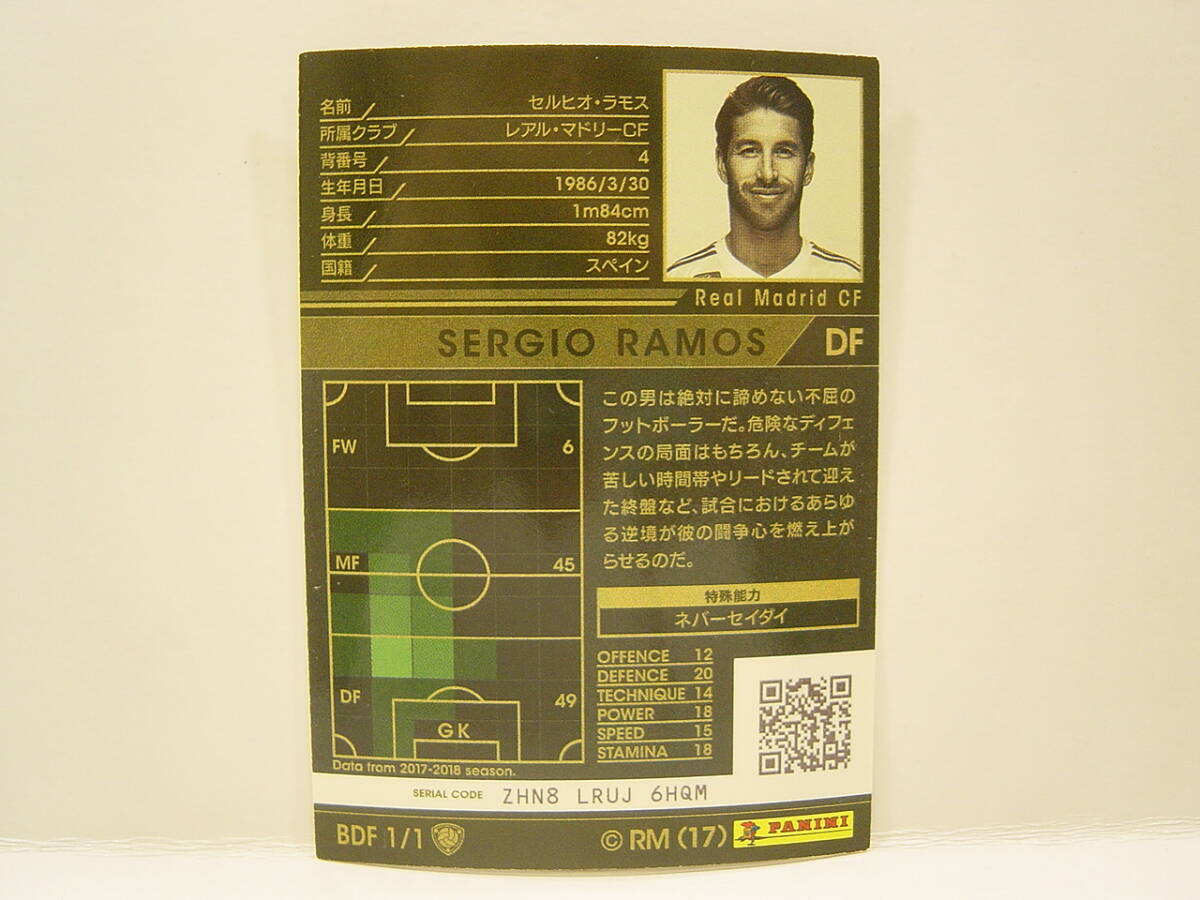 名前 セルヒオ・ラモス
所属クラブ レアル・マドリーCF
背番号 4
生年月日 1986/3/30
身長 1m84cm
体重 82kg
国籍 スペイン
Real Madrid CF
SERGIO RAMOS DF
FW 6
MF 45
DF 49
GK
Data from 2017-2018 season.
この男は絶対に諦めない不屈の
フットボーラーだ。危険なディフェ
ンスの局面はもちろん、チームが
苦しい時間帯やリードされて迎え
た終盤など、試合におけるあらゆ
る逆境が彼の闘争心を燃え上が
らせるのだ。
特殊能力
ネバーセイダイ
OFFENCE 12
DEFENCE 20
TECHNIQUE 14
POWER 18
SPEED 15
STAMINA 18
SERIAL CODE ZHN8 LRUJ 6HQM
BDF 1/1 © RM (17) PANINI